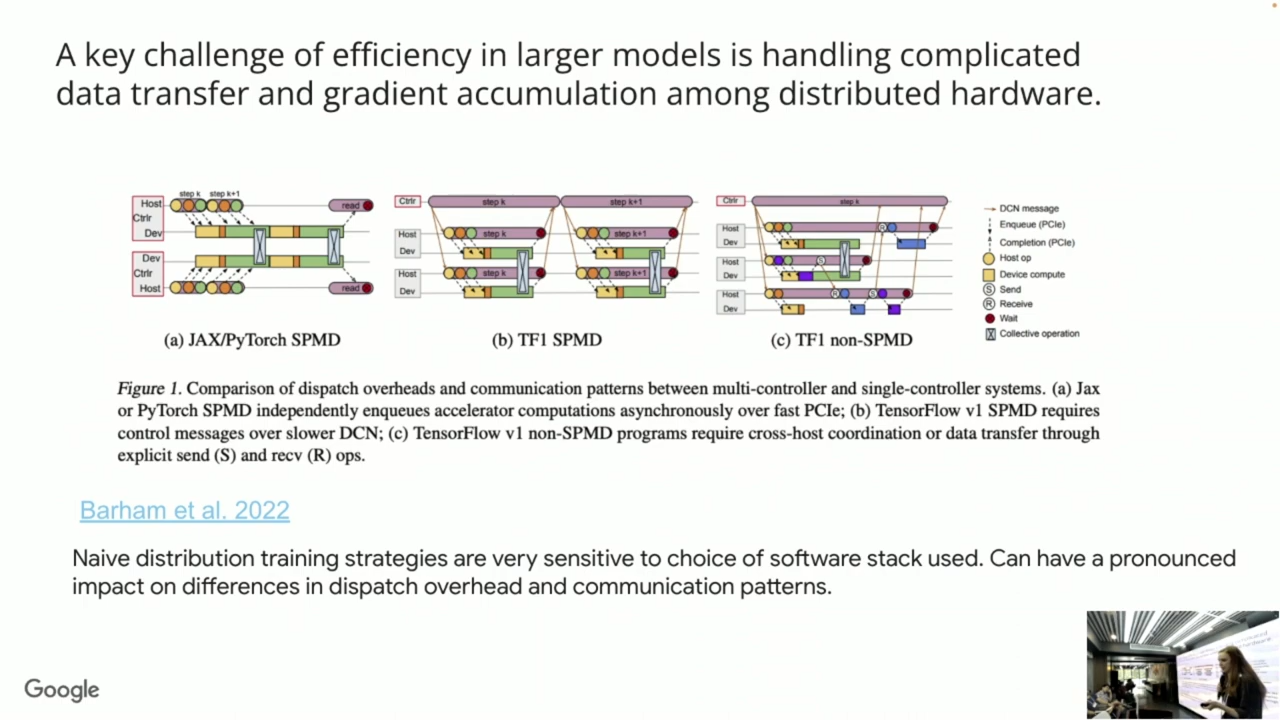 A key challenge of efficiency in larger models is handling complicated
data transfer and gradient accumulation among distributed hardware.
step k step k+1
Host
Ctrlr
Dev
read
Dev
Ctrlr
Host
read
(a) JAX/PyTorch SPMD
Ctrlr
step k
step k+1
Host
step k
step k+1
Dev
Host
step k
step k+1
Dev
(b) TF1 SPMD
Ctrlr
step k
Host
R
Dev
Host
S
Dev
Host
R
S
Dev
(c) TF1 non-SPMD
DCN message
Enqueue (PCIe)
Completion (PCIe)
Host op
Device compute
S Send
R Receive
Wait
Collective operation
Figure 1. Comparison of dispatch overheads and communication patterns between multi-controller and single-controller systems. (a) Jax
or PyTorch SPMD independently enqueues accelerator computations asynchronously over fast PCIe; (b) TensorFlow v1 SPMD requires
control messages over slower DCN; (c) TensorFlow v1 non-SPMD programs require cross-host coordination or data transfer through
explicit send (S) and recv (R) ops.
Barham et al. 2022
Naive distribution training strategies are very sensitive to choice of software stack used. Can have a pronounced
impact on differences in dispatch overhead and communication patterns.
Google